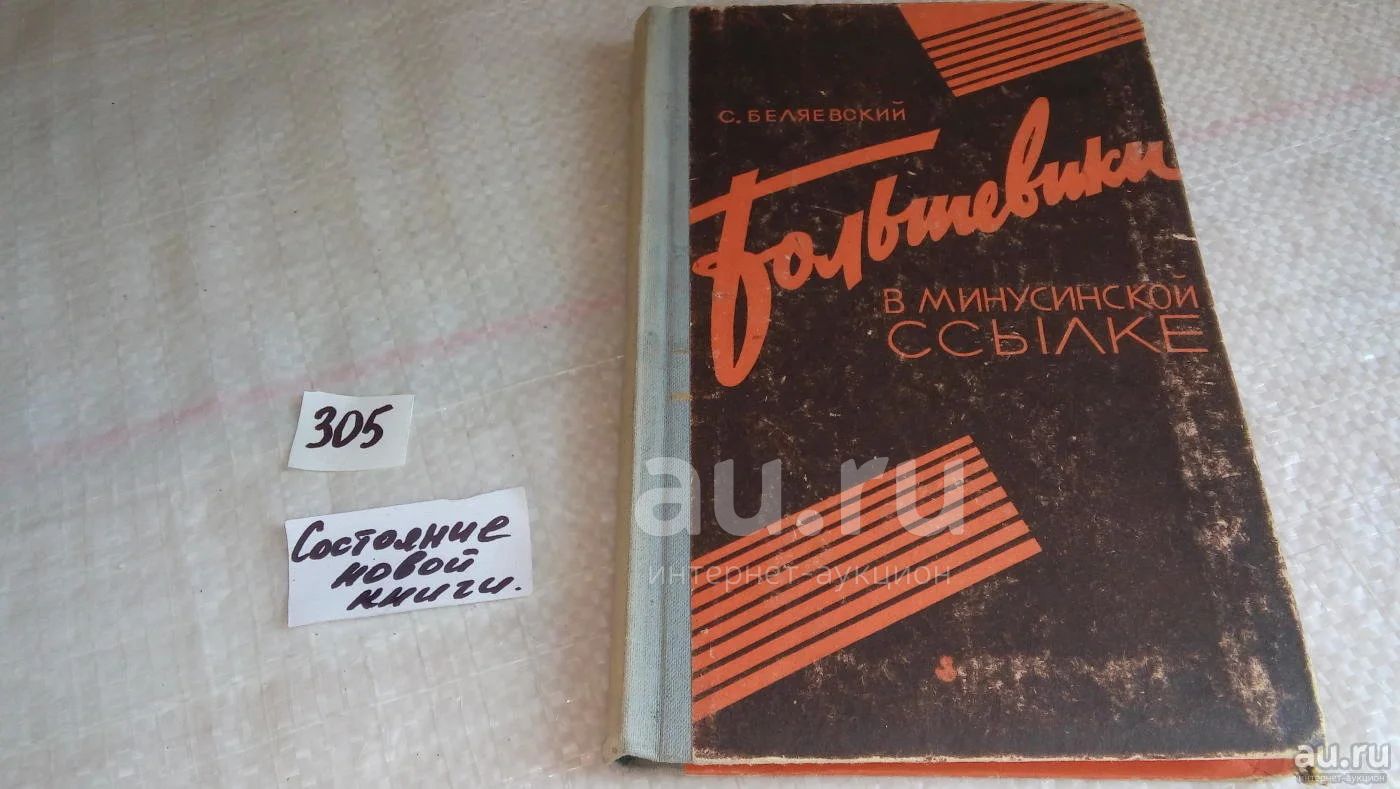 С. БЕЛЯЕВСКИЙ
Большевики
В МИНУСИНСКОЙ
ССЫЛКЕ
305
Состояние
новой
книги.
au.ru
интернет-аукцион
au.ru
интернет-аукцион